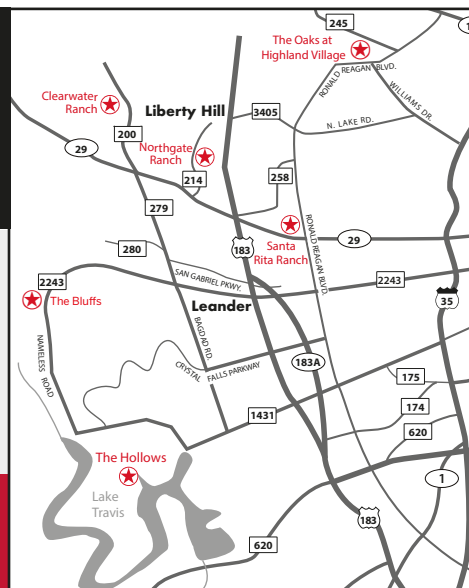 245
1
The Oaks at
Highland Village
RONALD REAGAN BLVD.
WILLIAMS DR.
Clearwater
Ranch
Liberty Hill
3405
N. LAKE RD.
200
29
Northgate
Ranch
214
258
279
RONALD REAGAN BLVD.
Santa
Rita Ranch
29
183
280
SAN GABRIEL PKWY.
2243
2243
The Bluffs
Leander
35
NAMELESS ROAD
BAGDAD RD.
CRYSTAL FALLS PARKWAY
183A
175
174
1431
620
The Hollows
Lake
Travis
1
183
620